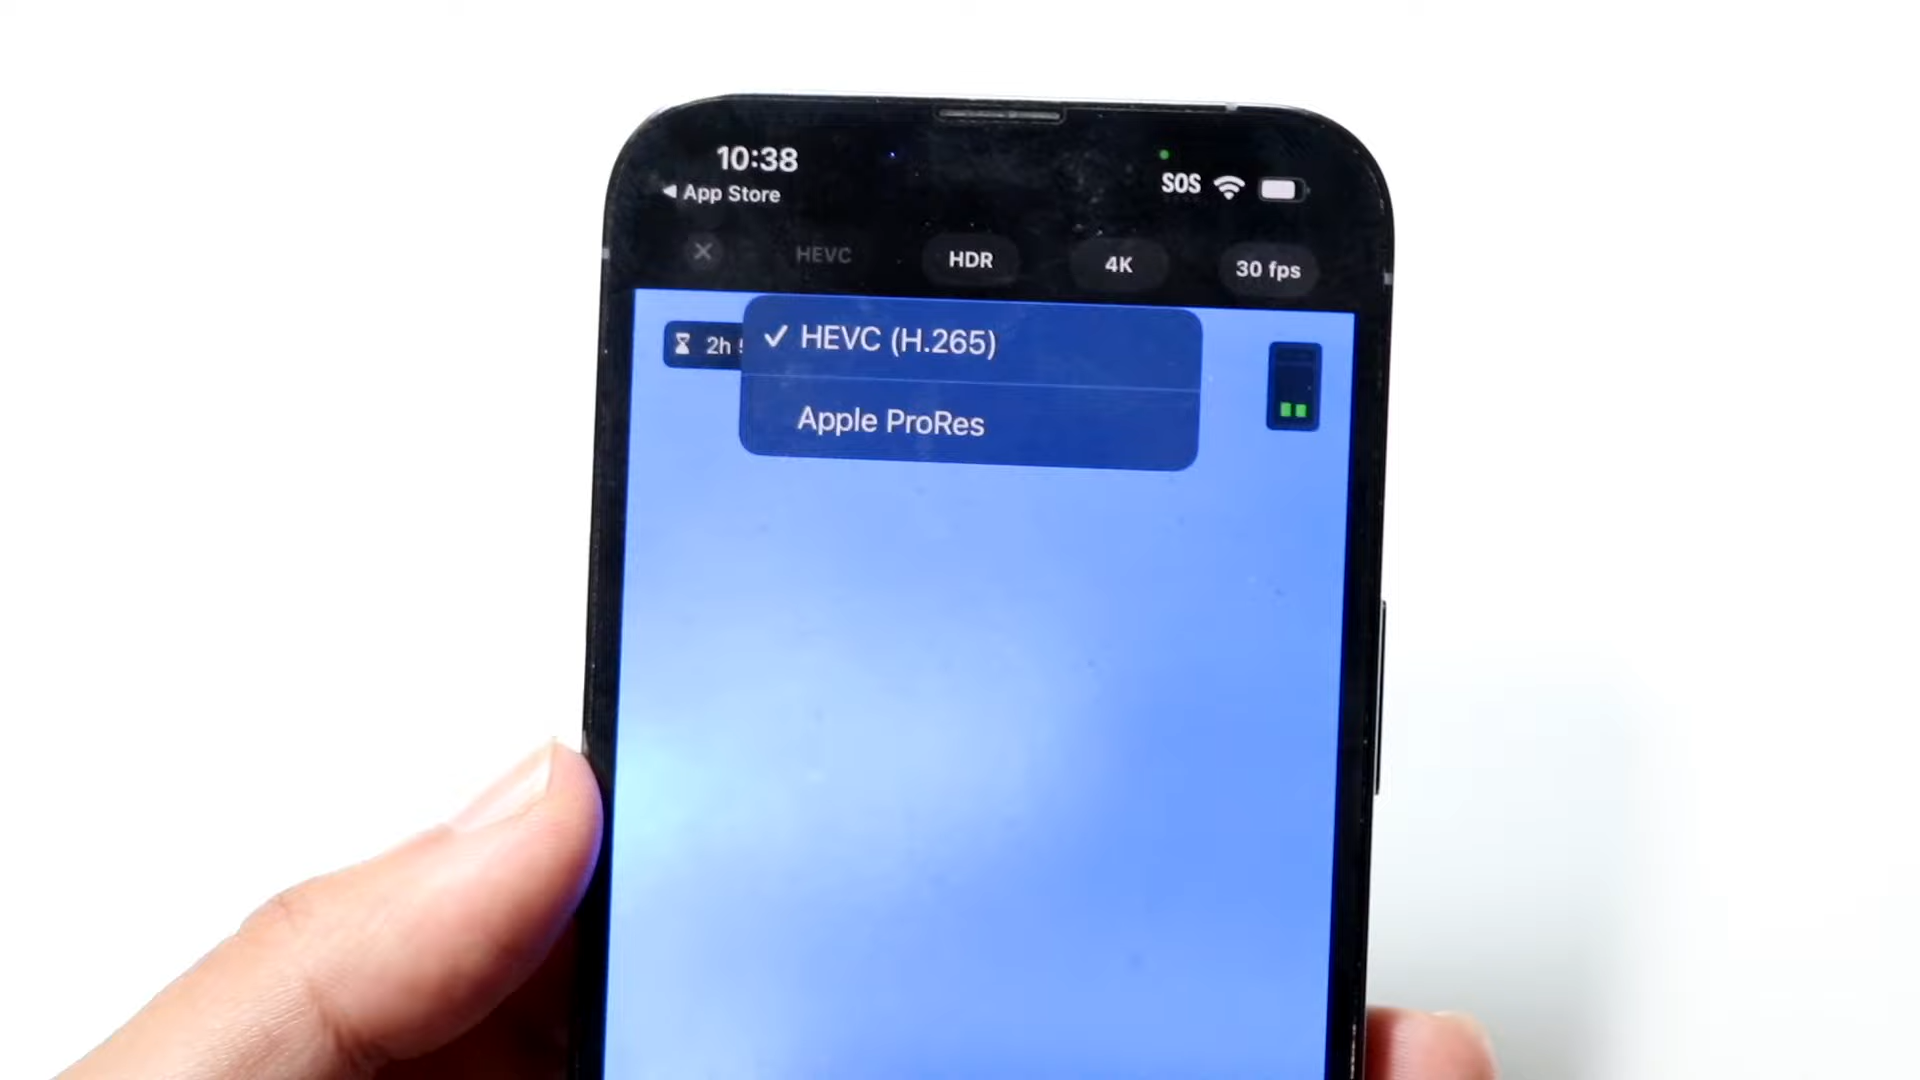 10:38
SOS
◀ App Store
HEVC
HDR
4K
30 fps
2h
✓ HEVC (H.265)
Apple ProRes